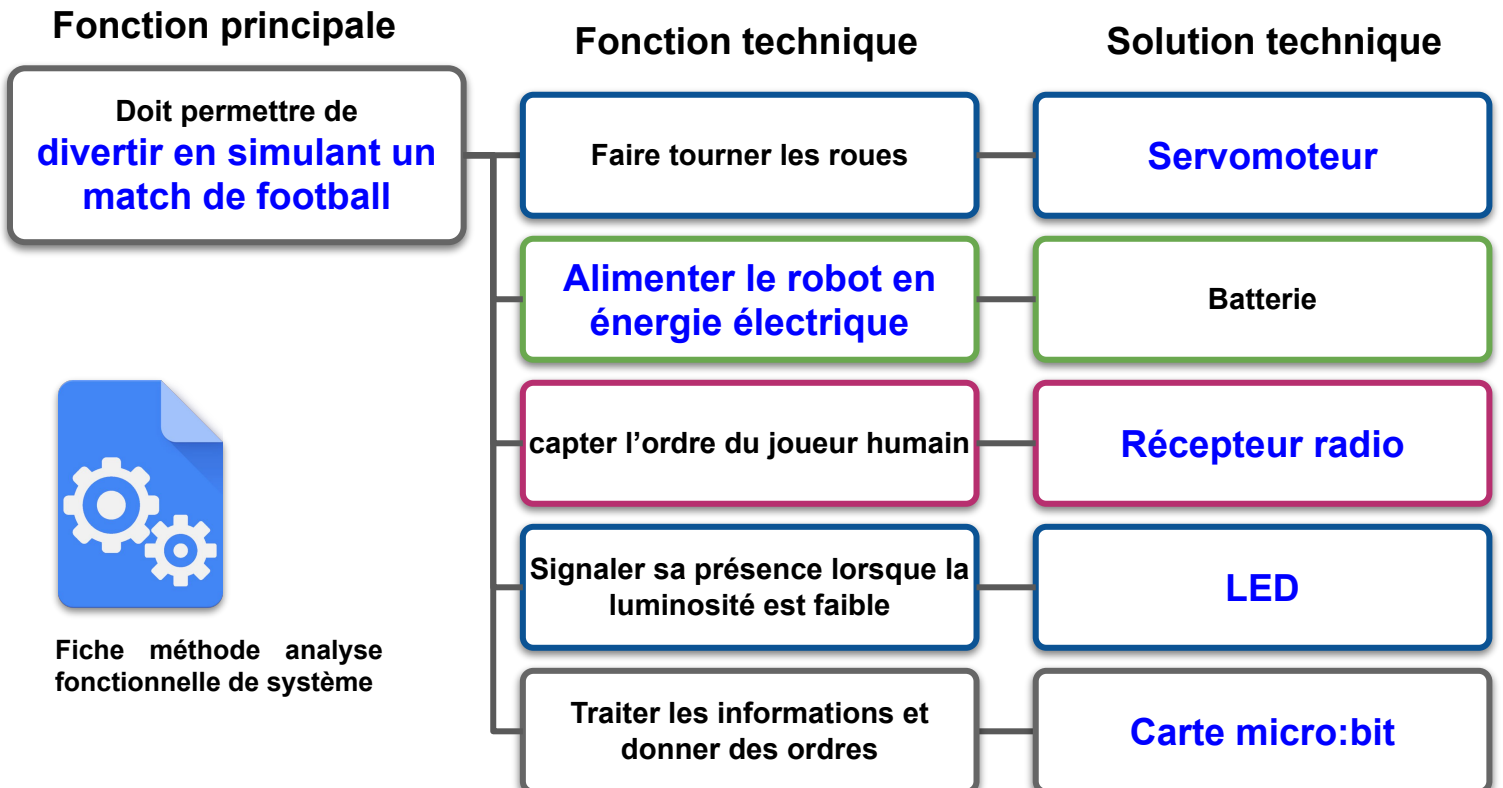 Fonction principale
Fonction technique
Solution technique
Doit permettre de
divertir en simulant un
match de football
Faire tourner les roues
Servomoteur
Alimenter le robot en
énergie électrique
Batterie
capter l’ordre du joueur humain
Récepteur radio
Signaler sa présence lorsque la
luminosité est faible
LED
Fiche méthode analyse
fonctionnelle de système
Traiter les informations et
donner des ordres
Carte micro:bit